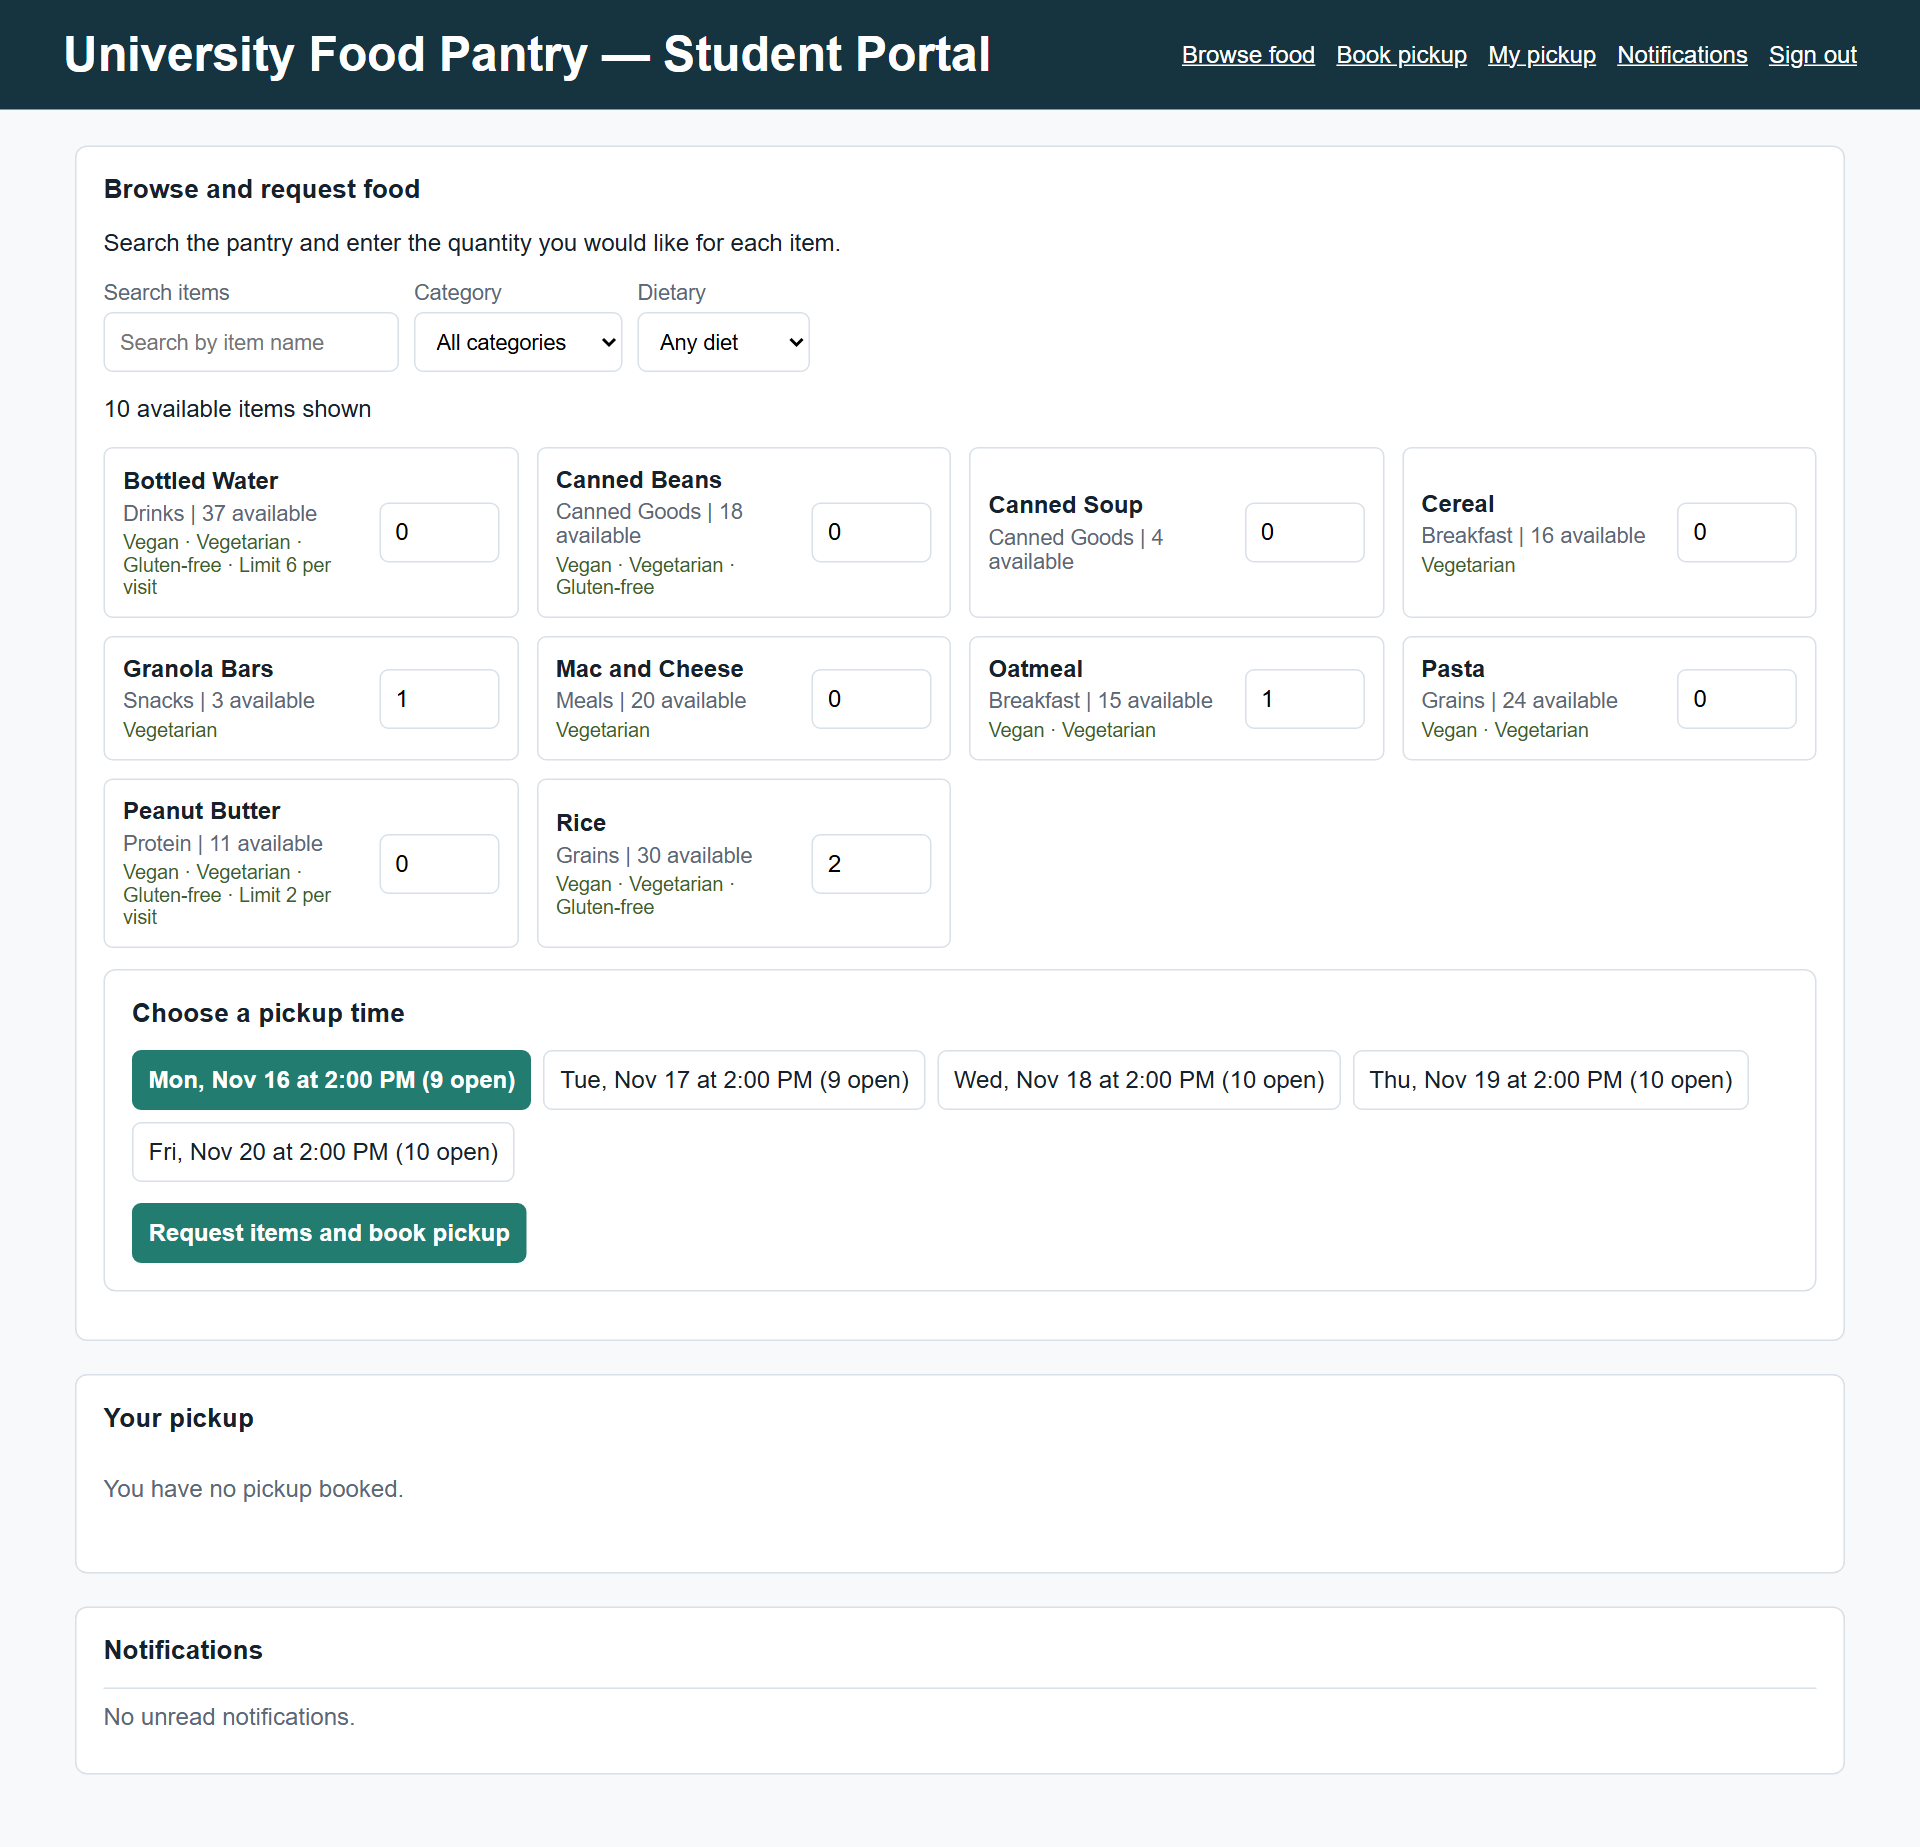 University Food Pantry — Student Portal
Browse food Book pickup My pickup Notifications Sign out
Browse and request food
Search the pantry and enter the quantity you would like for each item.
Search items Category Dietary
Search by item name All categories Any diet
10 available items shown
Bottled Water
Drinks | 37 available
Vegan · Vegetarian ·
Gluten-free · Limit 6 per
visit
0
Canned Beans
Canned Goods | 18
available
Vegan · Vegetarian ·
Gluten-free
0
Canned Soup
Canned Goods | 4
available
0
Cereal
Breakfast | 16 available
Vegetarian
0
Granola Bars
Snacks | 3 available
Vegetarian
1
Mac and Cheese
Meals | 20 available
Vegetarian
0
Oatmeal
Breakfast | 15 available
Vegan · Vegetarian
1
Pasta
Grains | 24 available
Vegan · Vegetarian
0
Peanut Butter
Protein | 11 available
Vegan · Vegetarian ·
Gluten-free · Limit 2 per
visit
0
Rice
Grains | 30 available
Vegan · Vegetarian ·
Gluten-free
2
Choose a pickup time
Mon, Nov 16 at 2:00 PM (9 open) Tue, Nov 17 at 2:00 PM (9 open) Wed, Nov 18 at 2:00 PM (10 open) Thu, Nov 19 at 2:00 PM (10 open)
Fri, Nov 20 at 2:00 PM (10 open)
Request items and book pickup
Your pickup
You have no pickup booked.
Notifications
No unread notifications.